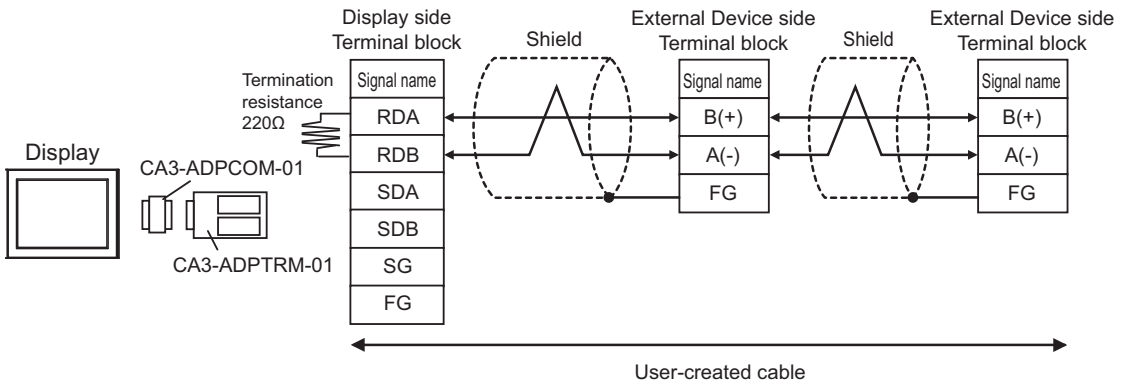 Display side
Terminal block
Shield
External Device side
Terminal block
Shield
External Device side
Terminal block
Termination
resistance
220Ω
Signal name
RDA
RDB
SDA
SDB
SG
FG
Signal name
B(+)
A(-)
FG
Signal name
B(+)
A(-)
FG
Display
CA3-ADPCOM-01
CA3-ADPTRM-01
User-created cable